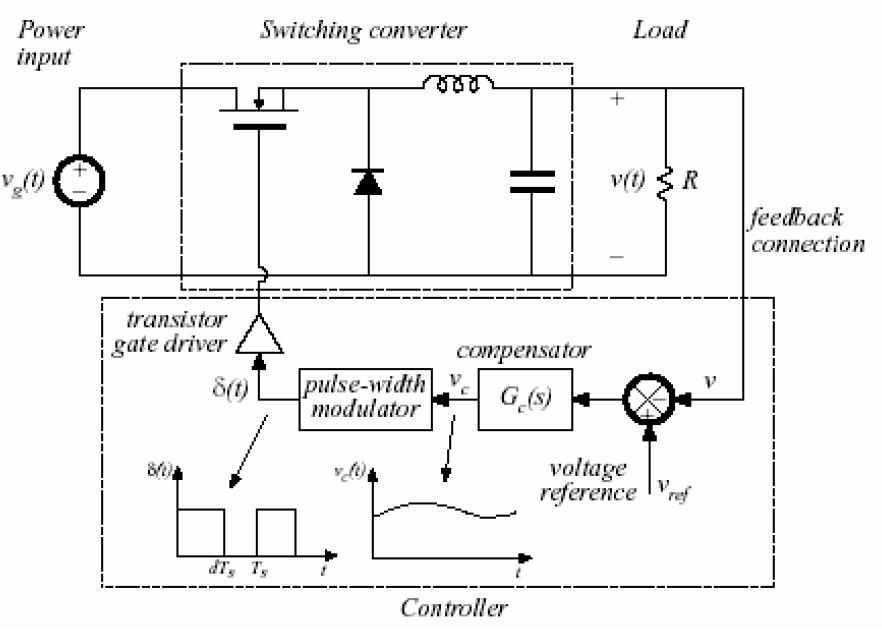 Power
input
Switching converter
Load
+
v_g(t)
+
−
v(t)
R
−
feedback
connection
transistor
gate driver
δ(t)
pulse-width
modulator
v_c
compensator
G_c(s)
−
+
v
voltage
reference
v_ref
δ(t)
dT_s
T_s
t
v_c(t)
t
Controller